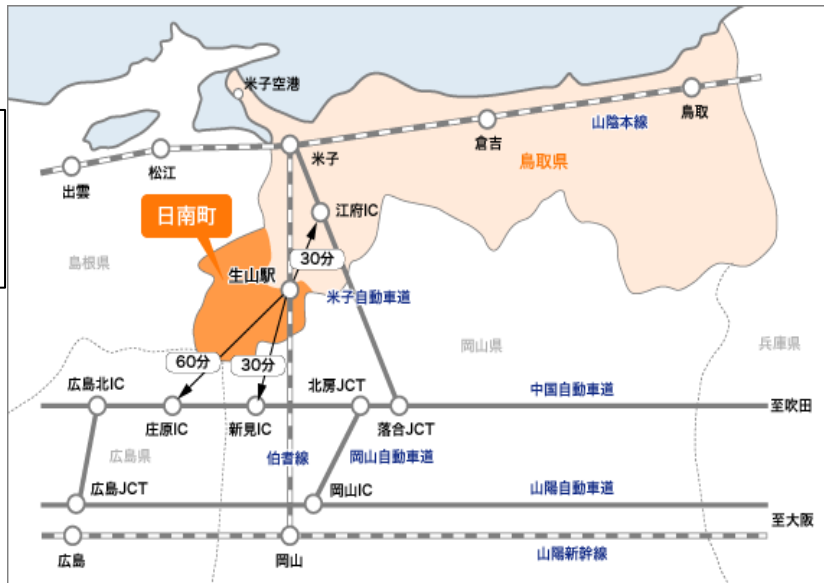 米子空港
鳥取
山陰本線
倉吉
米子
松江
出雲
鳥取県
日南町
江府IC
島根県
生山駅
30分
米子自動車道
岡山県
兵庫県
60分
30分
広島北IC
北房JCT
中国自動車道
至吹田
庄原IC
新見IC
落合JCT
広島県
伯耆線
岡山自動車道
広島JCT
岡山IC
山陽自動車道
至大阪
広島
岡山
山陽新幹線